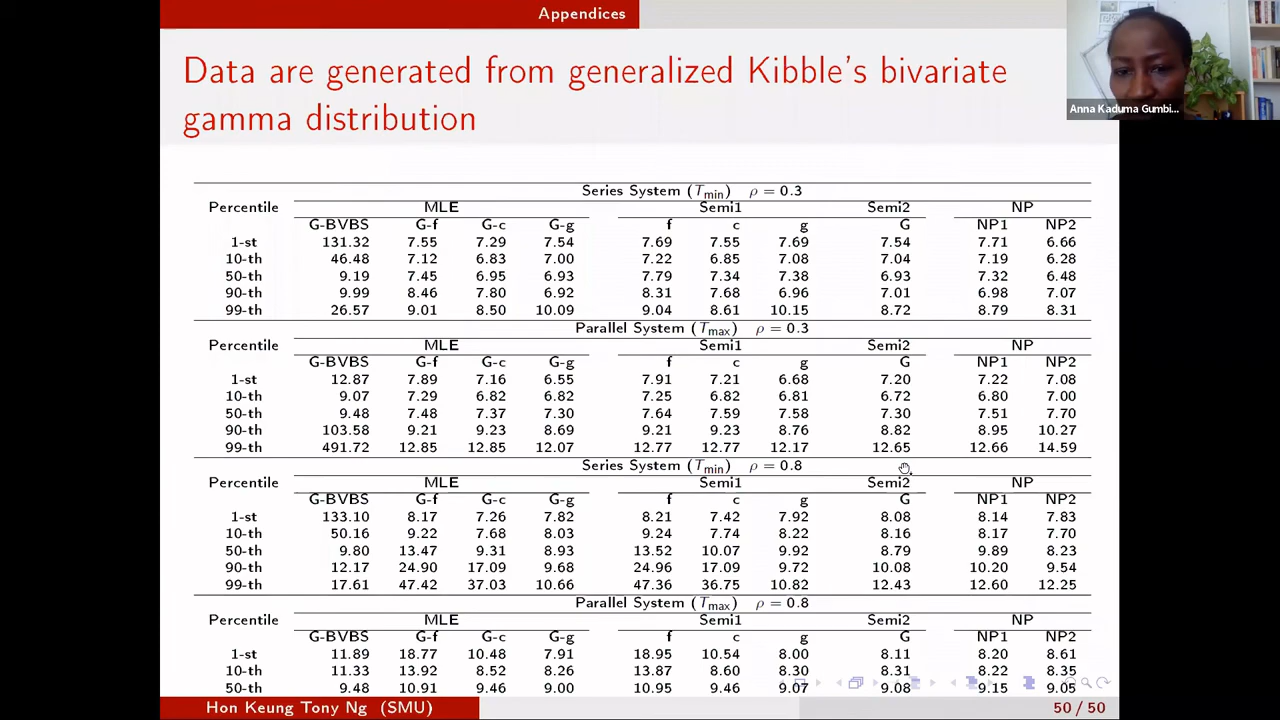 Appendices
Data are generated from generalized Kibble's bivariate
gamma distribution
Anna Kaduma Gumbi...
Series System (Tmin) ρ = 0.3
Percentile MLE Semi1 Semi2 NP
G-BVBS G-f G-c G-g f c g G NP1 NP2
1-st 131.32 7.55 7.29 7.54 7.69 7.55 7.69 7.54 7.71 6.66
10-th 46.48 7.12 6.83 7.00 7.22 6.85 7.08 7.04 7.19 6.28
50-th 9.19 7.45 6.95 6.93 7.79 7.34 7.38 6.93 7.32 6.48
90-th 9.99 8.46 7.80 6.92 8.31 7.68 6.96 7.01 6.98 7.07
99-th 26.57 9.01 8.50 10.09 9.04 8.61 10.15 8.72 8.79 8.31
Parallel System (Tmax) ρ = 0.3
Percentile MLE Semi1 Semi2 NP
G-BVBS G-f G-c G-g f c g G NP1 NP2
1-st 12.87 7.89 7.16 6.55 7.91 7.21 6.68 7.20 7.22 7.08
10-th 9.07 7.29 6.82 6.82 7.25 6.82 6.81 6.72 6.80 7.00
50-th 9.48 7.48 7.37 7.30 7.64 7.59 7.58 7.30 7.51 7.70
90-th 103.58 9.21 9.23 8.69 9.21 9.23 8.76 8.82 8.95 10.27
99-th 491.72 12.85 12.85 12.07 12.77 12.77 12.17 12.65 12.66 14.59
Series System (Tmin) ρ = 0.8
Percentile MLE Semi1 Semi2 NP
G-BVBS G-f G-c G-g f c g G NP1 NP2
1-st 133.10 8.17 7.26 7.82 8.21 7.42 7.92 8.08 8.14 7.83
10-th 50.16 9.22 7.68 8.03 9.24 7.74 8.22 8.16 8.17 7.70
50-th 9.80 13.47 9.31 8.93 13.52 10.07 9.92 8.79 9.89 8.23
90-th 12.17 24.90 17.09 9.68 24.96 17.09 9.72 10.08 10.20 9.54
99-th 17.61 47.42 37.03 10.66 47.36 36.75 10.82 12.43 12.60 12.25
Parallel System (Tmax) ρ = 0.8
Percentile MLE Semi1 Semi2 NP
G-BVBS G-f G-c G-g f c g G NP1 NP2
1-st 11.89 18.77 10.48 7.91 18.95 10.54 8.00 8.11 8.20 8.61
10-th 11.33 13.92 8.52 8.26 13.87 8.60 8.30 8.31 8.22 8.35
50-th 9.48 10.91 9.46 9.00 10.95 9.46 9.07 9.08 9.15 9.05
Hon Keung Tony Ng (SMU) 50 / 50